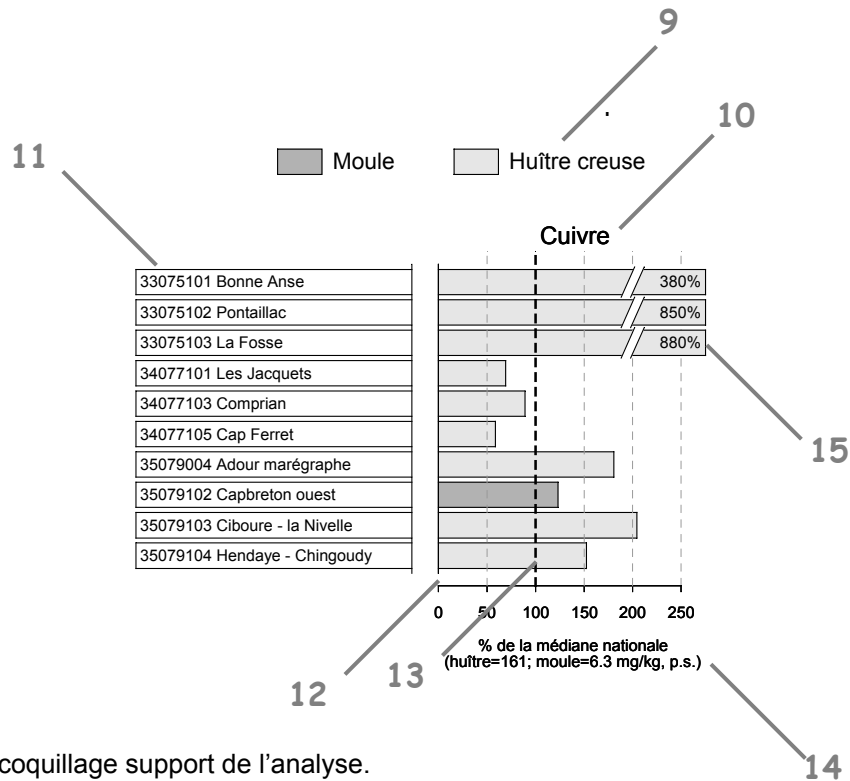 9
10
11
Moule
Huître creuse
Cuivre
33075101 Bonne Anse
380%
33075102 Pontaillac
850%
33075103 La Fosse
880%
34077101 Les Jacquets
34077103 Comprian
34077105 Cap Ferret
15
35079004 Adour marégraphe
35079102 Capbreton ouest
35079103 Ciboure - la Nivelle
35079104 Hendaye - Chingoudy
0 50 100 150 200 250
% de la médiane nationale
(huître=161; moule=6.3 mg/kg, p.s.)
12
13
coquillage support de l’analyse.
14